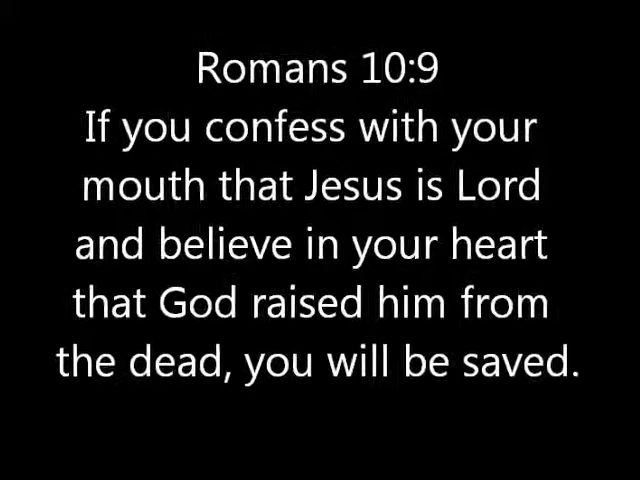 Romans 10:9
If you confess with your
mouth that Jesus is Lord
and believe in your heart
that God raised him from
the dead, you will be saved.